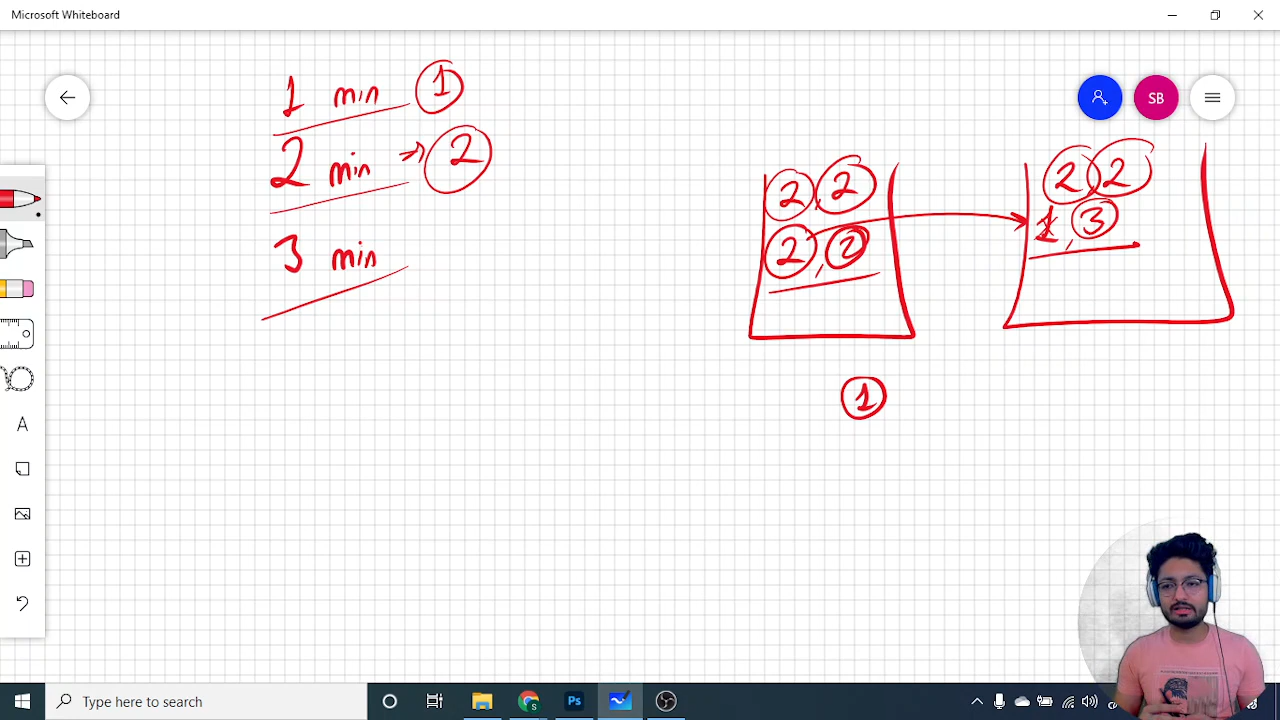 Microsoft Whiteboard
SB
1 min 1
2 min → 2
3 min
2, 2
2, 2
2 2
, 3
1
A
Type here to search
S
Ps